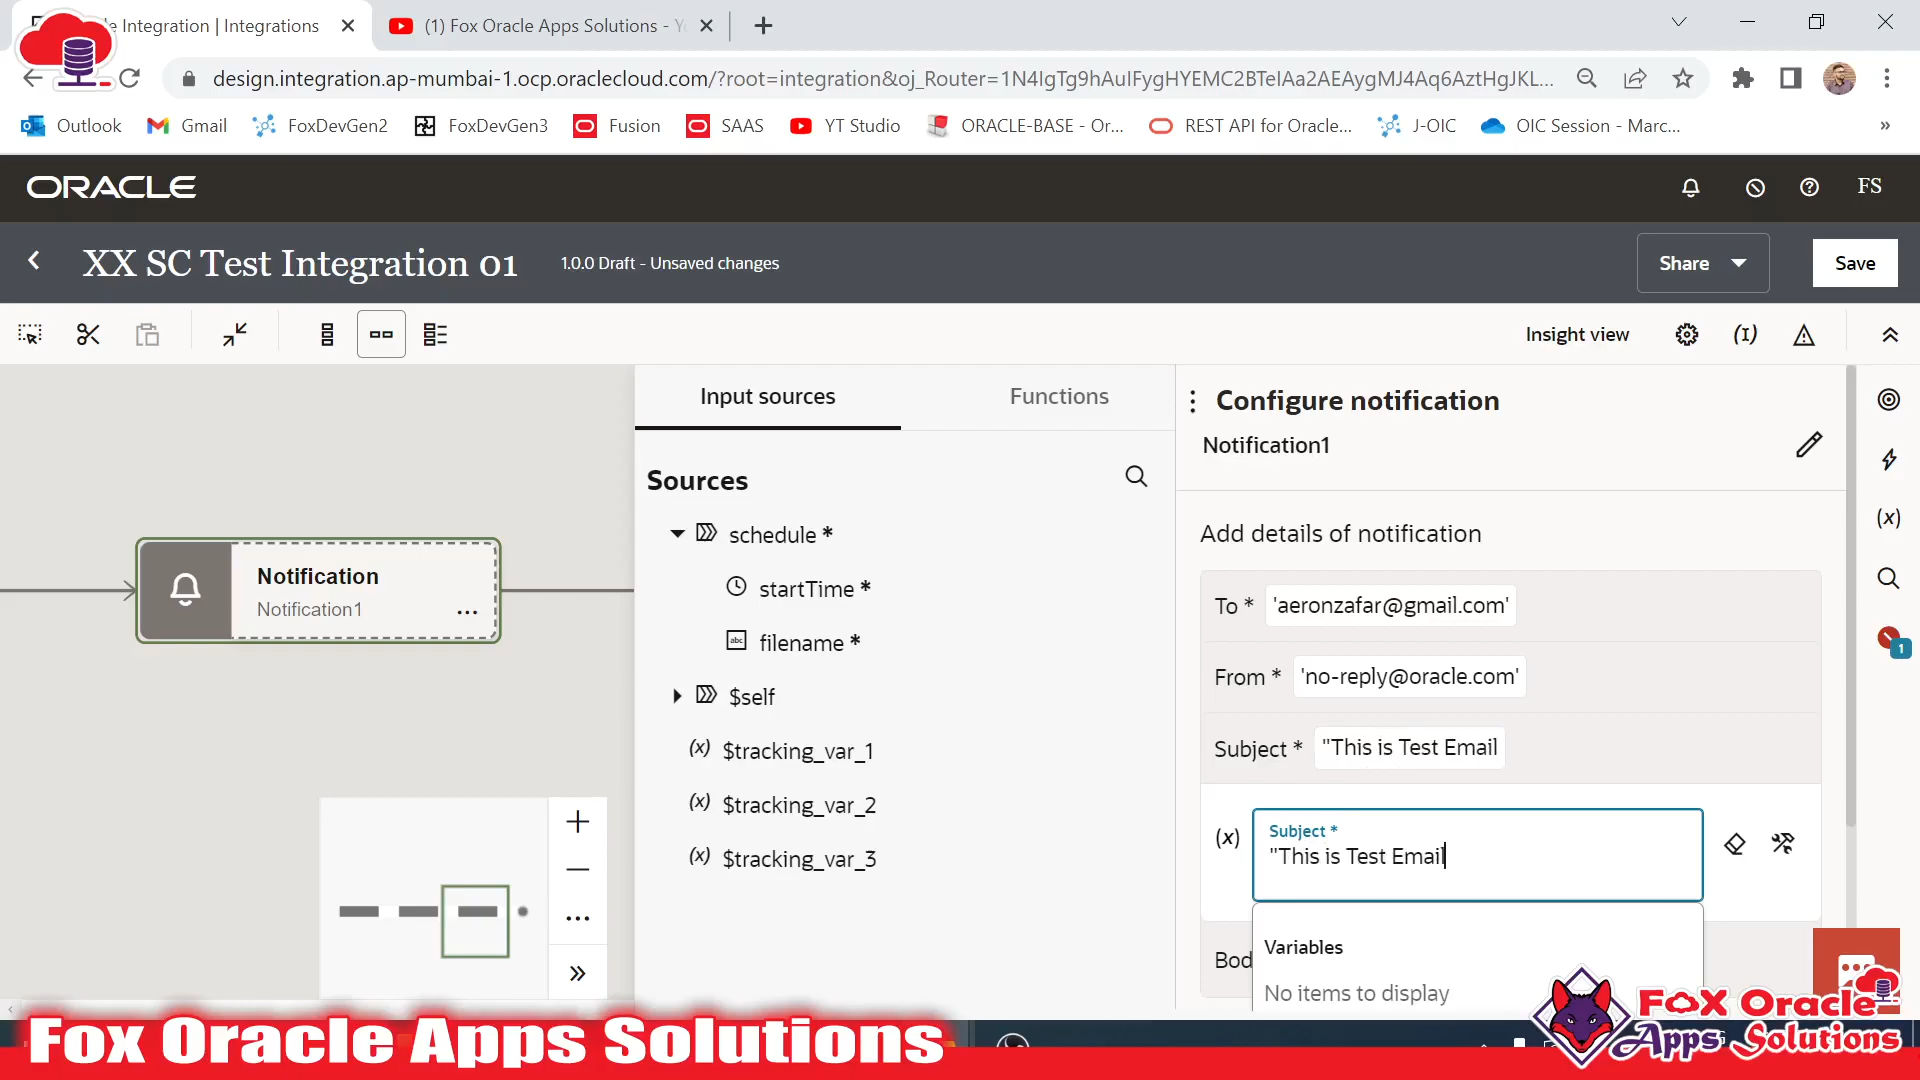 le Integration | Integrations
(1) Fox Oracle Apps Solutions - Y
design.integration.ap-mumbai-1.ocp.oraclecloud.com/?root=integration&oj_Router=1N4IgTg9hAulFygHYEMC2BTeIAa2AEAygMJ4Aq6AztHgJKL...
Outlook
Gmail
FoxDevGen2
FoxDevGen3
Fusion
SAAS
YT Studio
ORACLE-BASE - Or...
REST API for Oracle...
J-OIC
OIC Session - Marc...
»
ORACLE
FS
XX SC Test Integration 01
1.0.0 Draft - Unsaved changes
Share
Save
Insight view
(I)
Input sources
Functions
Configure notification
Notification1
Sources
schedule *
startTime *
abc
filename *
$self
(x) $tracking_var_1
(x) $tracking_var_2
(x) $tracking_var_3
Notification
Notification1
...
Add details of notification
To * 'aeronzafar@gmail.com'
From * 'no-reply@oracle.com'
Subject * "This is Test Email
(x)
Subject *
"This is Test Email
Variables
Bod
No items to display
(x)
1
Fox Oracle Apps Solutions
FOX Oracle
Apps Solutions